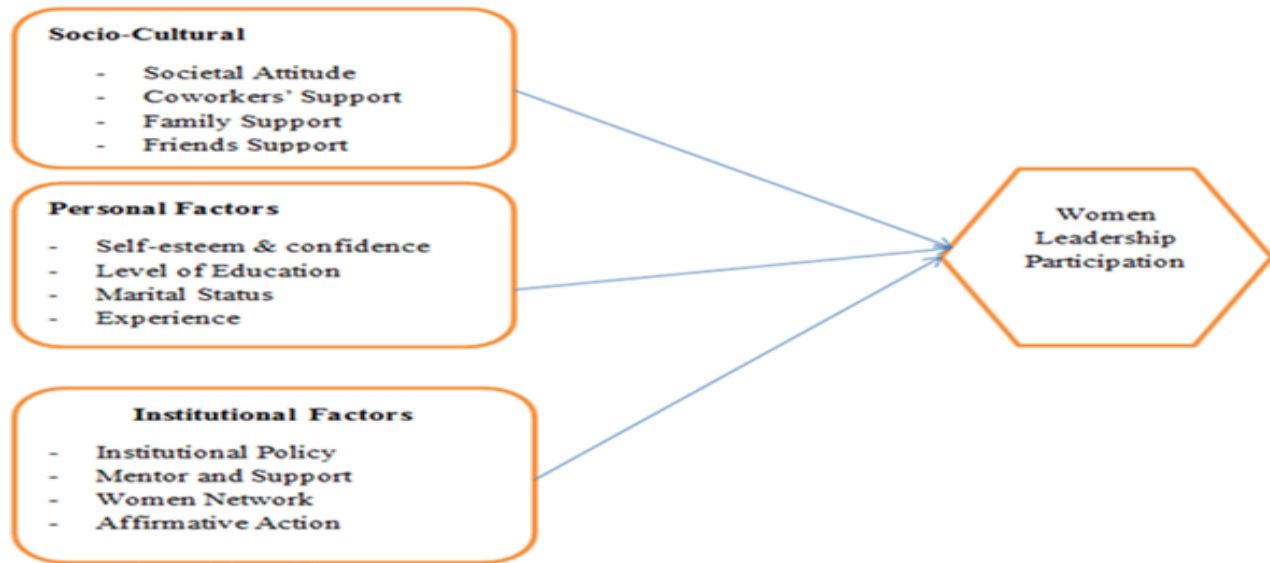 Socio-Cultural
- Societal Attitude
- Coworkers' Support
- Family Support
- Friends Support
Personal Factors
- Self-esteem & confidence
- Level of Education
- Marital Status
- Experience
Institutional Factors
- Institutional Policy
- Mentor and Support
- Women Network
- Affirmative Action
Women
Leadership
Participation